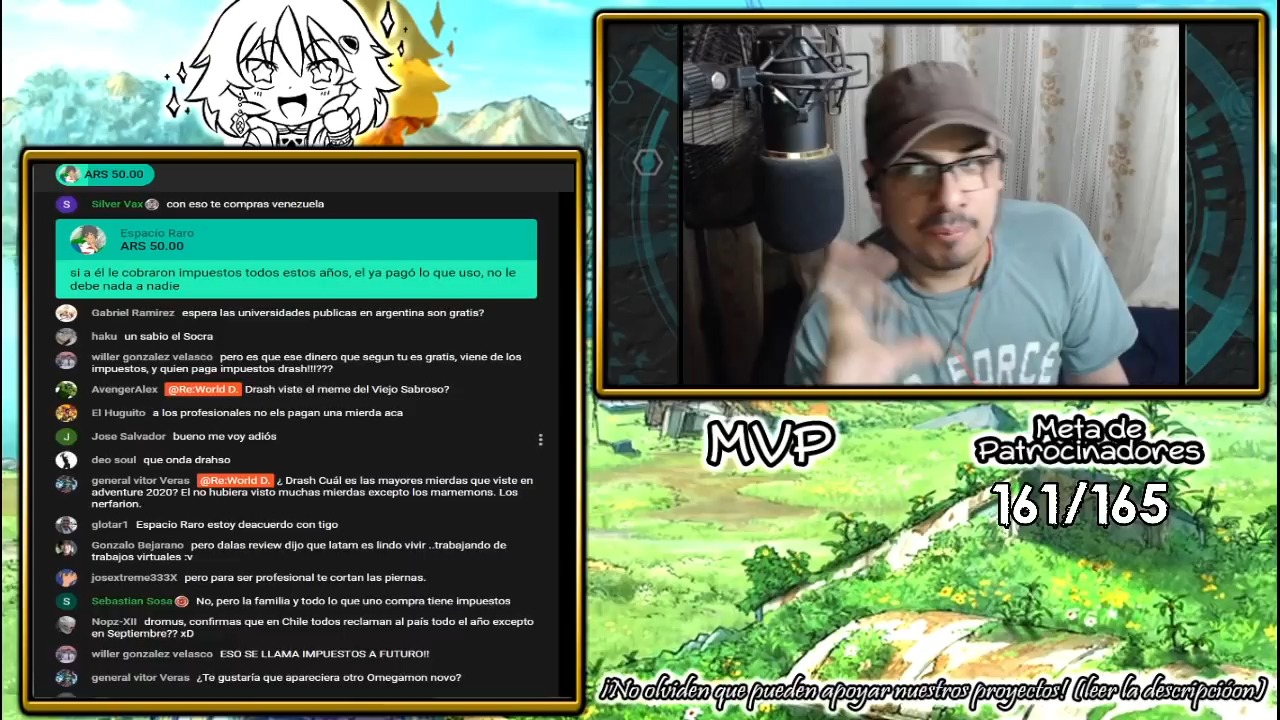 ARS 50.00
S Silver Vax con eso te compras venezuela
Espacio Raro
ARS 50.00
si a él le cobraron impuestos todos estos años, el ya pagó lo que uso, no le
debe nada a nadie
Gabriel Ramirez espera las universidades publicas en argentina son gratis?
haku un sabio el Socra
willer gonzalez velasco pero es que ese dinero que segun tu es gratis, viene de los
impuestos, y quien paga impuestos drash!!!???
AvengerAlex @Re:World D. Drash viste el meme del Viejo Sabroso?
El Huguito a los profesionales no els pagan una mierda aca
J Jose Salvador bueno me voy adiós
deo soul que onda drahso
general vitor Veras @Re:World D. ¿ Drash Cuál es las mayores mierdas que viste en
adventure 2020? El no hubiera visto muchas mierdas excepto los mamemons. Los
nerfarion.
glotar1 Espacio Raro estoy deacuerdo con tigo
Gonzalo Bejarano pero dalas review dijo que latam es lindo vivir ..trabajando de
trabajos virtuales :v
josextreme333X pero para ser profesional te cortan las piernas.
S Sebastian Sosa No, pero la familia y todo lo que uno compra tiene impuestos
Nopz-XII dromus, confirmas que en Chile todos reclaman al país todo el año excepto
en Septiembre?? xD
willer gonzalez velasco ESO SE LLAMA IMPUESTOS A FUTURO!!
general vitor Veras ¿Te gustaría que apareciera otro Omegamon novo?
FORCE
MVP
Meta de
Patrocinadores
161/165
¡No olviden que pueden apoyar nuestros proyectos! (leer la descripcióon)